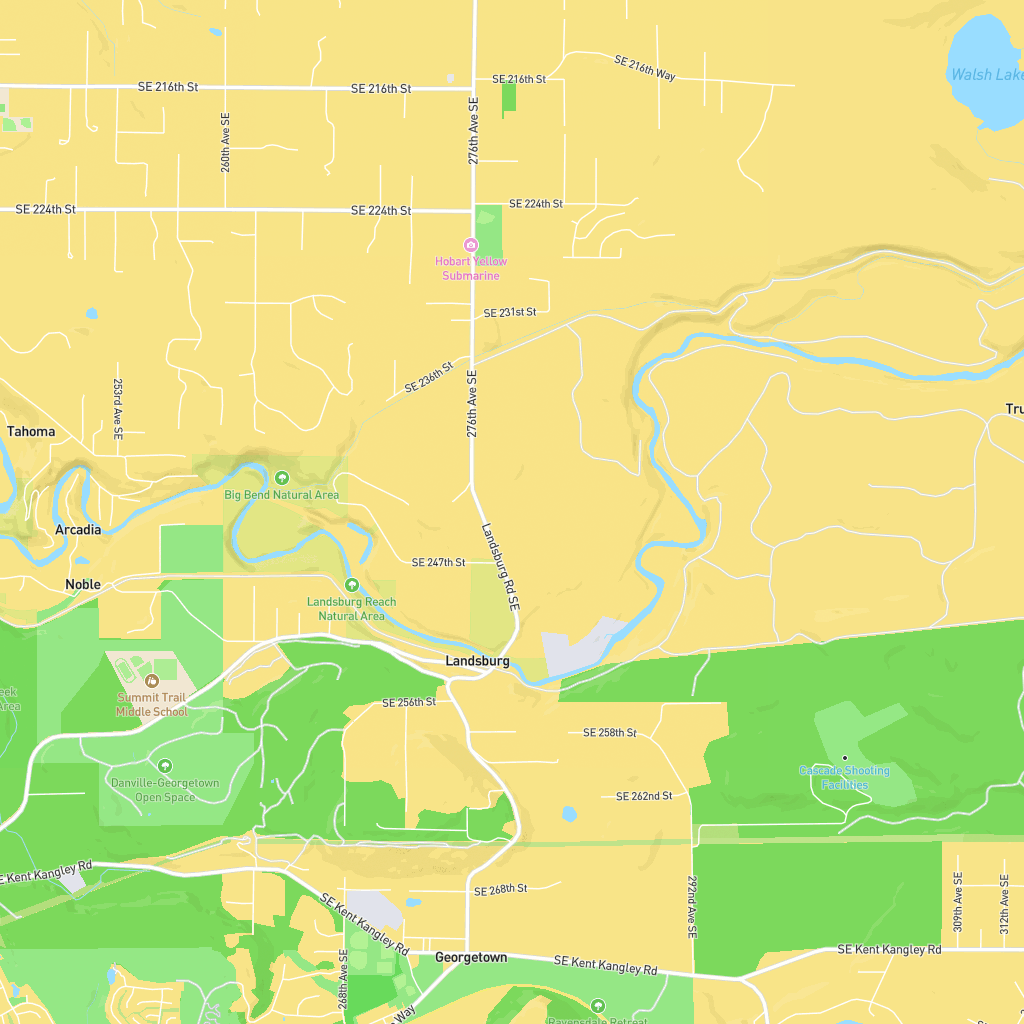 SE 216th Way
SE 216th St
Walsh Lake
SE 216th St
SE 216th St
276th Ave SE
260th Ave SE
SE 224th St
SE 224th St
SE 224th St
Hobart Yellow
Submarine
SE 231st St
SE 236th St
253rd Ave SE
276th Ave SE
Tru
Tahoma
Big Bend Natural Area
Arcadia
Landsburg Rd SE
SE 247th St
Noble
Landsburg Reach
Natural Area
Landsburg
Summit Trail
Middle School
eek
Area
SE 256th St
SE 258th St
Danville-Georgetown
Open Space
Cascade Shooting
Facilities
SE 262nd St
SE Kent Kangley Rd
SE 268th St
292nd Ave SE
309th Ave SE
312th Ave SE
SE Kent Kangley Rd
268th Ave SE
Georgetown
SE Kent Kangley Rd
SE Kent Kangley Rd
Way
Ravensdale Retreat